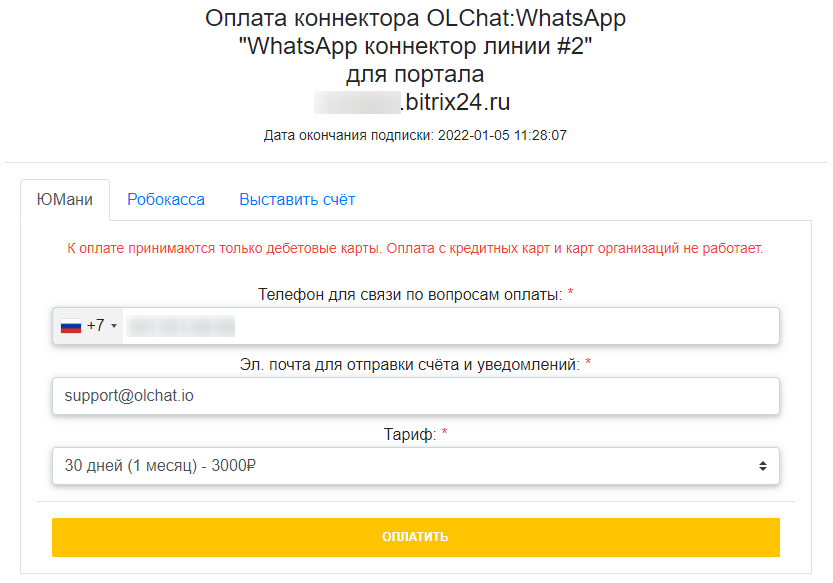 Оплата коннектора OLChat:WhatsApp
"WhatsApp коннектор линии #2"
для портала
.bitrix24.ru
Дата окончания подписки: 2022-01-05 11:28:07
ЮМани Робокасса Выставить счёт
К оплате принимаются только дебетовые карты. Оплата с кредитных карт и карт организаций не работает.
Телефон для связи по вопросам оплаты: *
+7
Эл. почта для отправки счёта и уведомлений: *
support@olchat.io
Тариф: *
30 дней (1 месяц) - 3000₽
ОПЛАТИТЬ